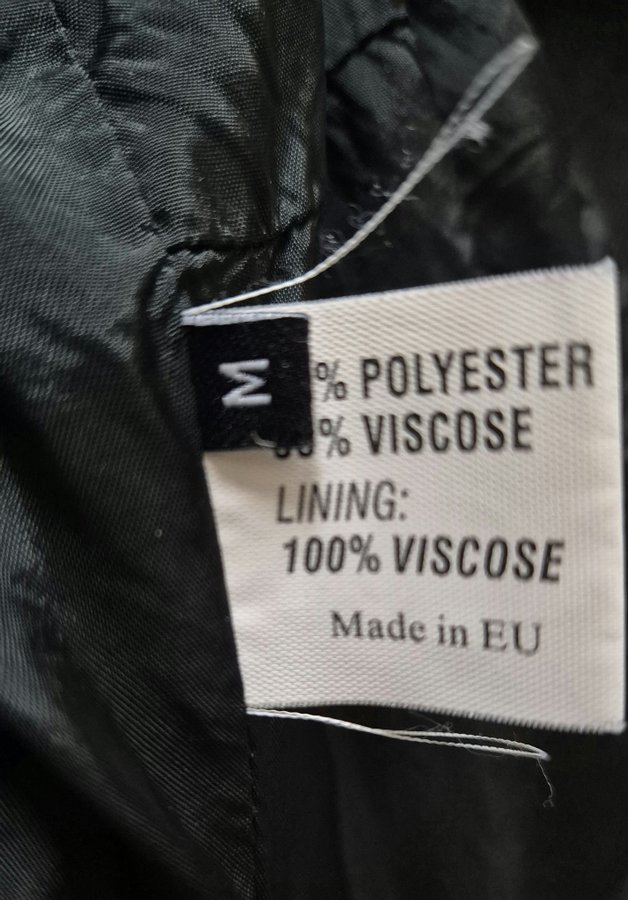 M
% POLYESTER
% VISCOSE
LINING:
100% VISCOSE
Made in EU